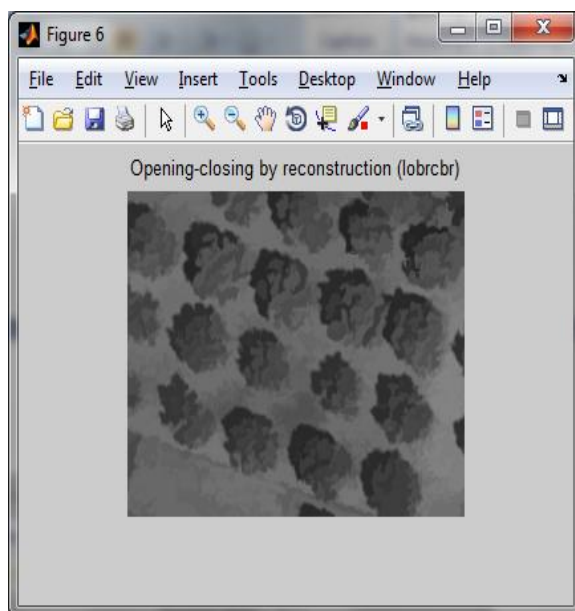 Figure 6
File Edit View Insert Tools Desktop Window Help
Opening-closing by reconstruction (Iobrcbr)